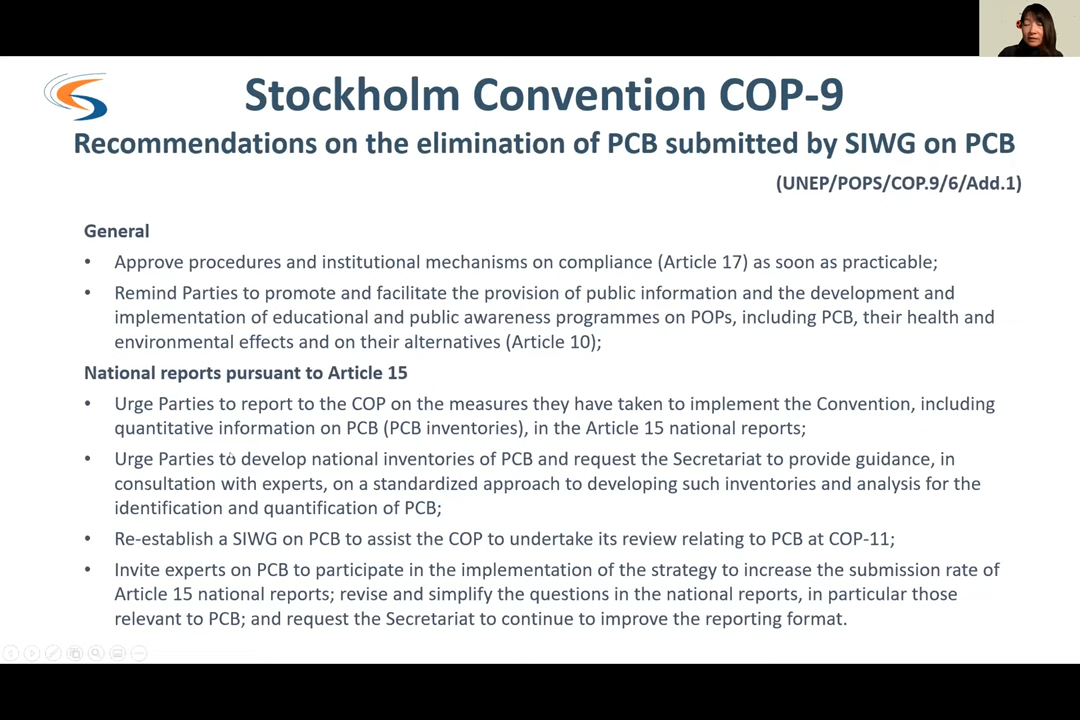 Stockholm Convention COP-9
Recommendations on the elimination of PCB submitted by SIWG on PCB
(UNEP/POPS/COP.9/6/Add.1)
General
• Approve procedures and institutional mechanisms on compliance (Article 17) as soon as practicable;
• Remind Parties to promote and facilitate the provision of public information and the development and
implementation of educational and public awareness programmes on POPs, including PCB, their health and
environmental effects and on their alternatives (Article 10);
National reports pursuant to Article 15
• Urge Parties to report to the COP on the measures they have taken to implement the Convention, including
quantitative information on PCB (PCB inventories), in the Article 15 national reports;
• Urge Parties to develop national inventories of PCB and request the Secretariat to provide guidance, in
consultation with experts, on a standardized approach to developing such inventories and analysis for the
identification and quantification of PCB;
• Re-establish a SIWG on PCB to assist the COP to undertake its review relating to PCB at COP-11;
• Invite experts on PCB to participate in the implementation of the strategy to increase the submission rate of
Article 15 national reports; revise and simplify the questions in the national reports, in particular those
relevant to PCB; and request the Secretariat to continue to improve the reporting format.